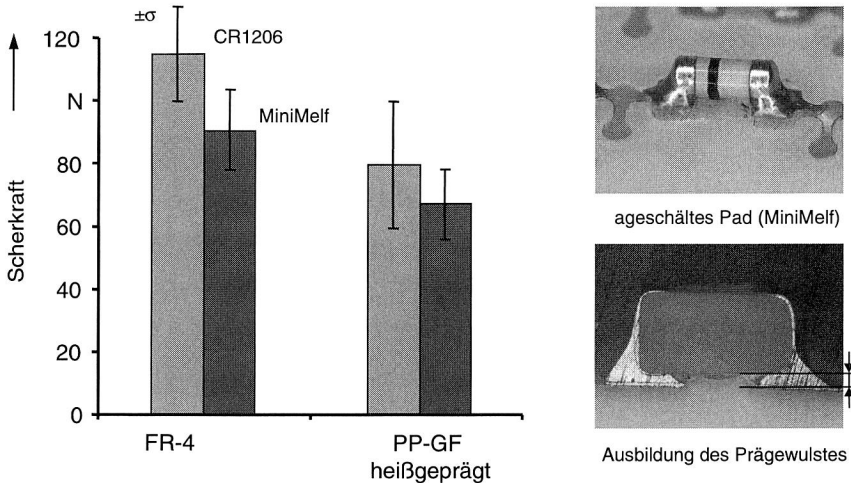 ±σ
CR1206
MiniMelf
Scherkraft
120
N
80
60
40
20
0
FR-4
PP-GF
heißgeprägt
ageschältes Pad (MiniMelf)
Ausbildung des Prägewulstes